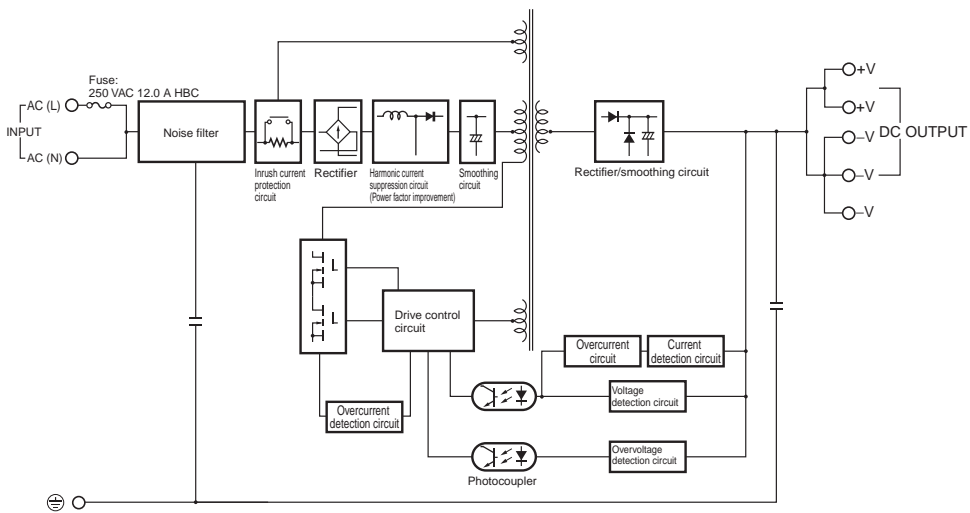 Fuse:
250 VAC 12.0 A HBC
AC (L)
INPUT
AC (N)
Noise filter
Inrush current
protection
circuit
Rectifier
Harmonic current
suppression circuit
(Power factor improvement)
Smoothing
circuit
Rectifier/smoothing circuit
+V
+V
–V
DC OUTPUT
–V
–V
Drive control
circuit
Overcurrent
circuit
Current
detection circuit
Voltage
detection circuit
Overcurrent
detection circuit
Overvoltage
detection circuit
Photocoupler